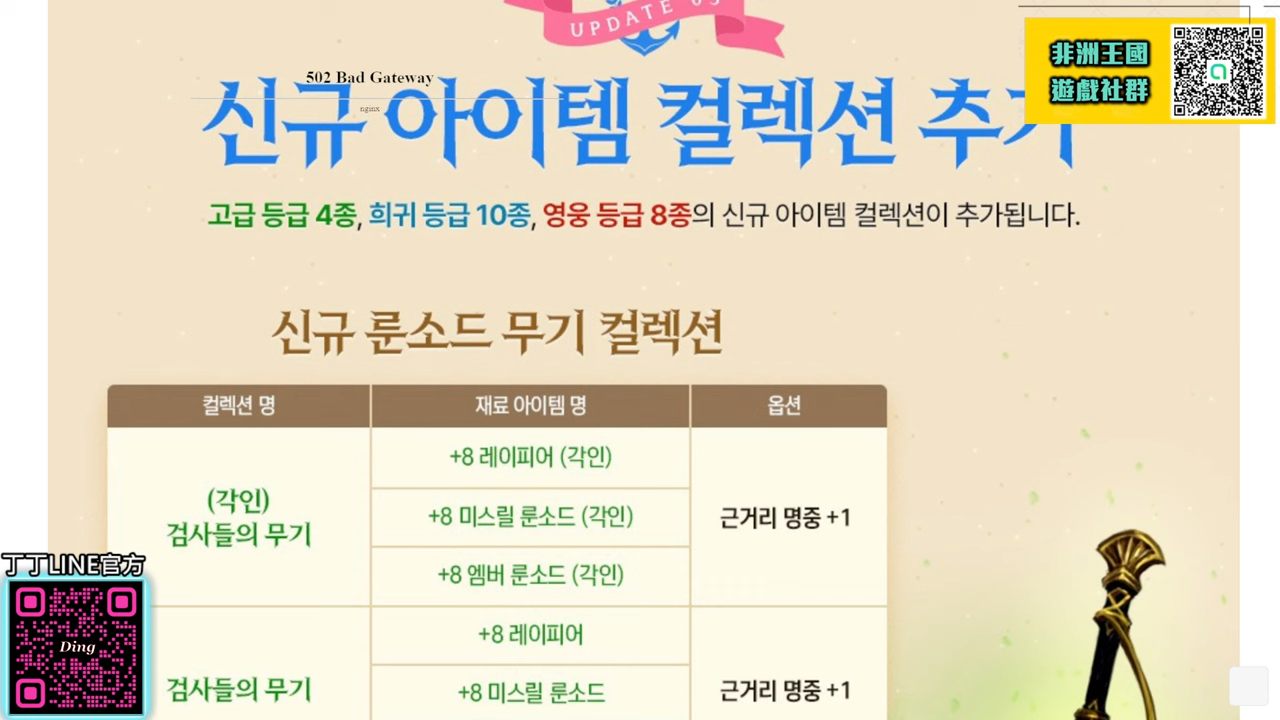 UPDATE 03
502 Bad Gateway
nginx
신규 아이템 컬렉션 추가
非洲王國
遊戲社群
고급 등급 4종, 희귀 등급 10종, 영웅 등급 8종의 신규 아이템 컬렉션이 추가됩니다.
신규 룬소드 무기 컬렉션
컬렉션 명
재료 아이템 명
옵션
(각인)
검사들의 무기
+8 레이피어 (각인)
+8 미스릴 룬소드 (각인)
+8 엠버 룬소드 (각인)
근거리 명중 +1
검사들의 무기
+8 레이피어
+8 미스릴 룬소드
근거리 명중 +1
丁丁LINE官方
Ding